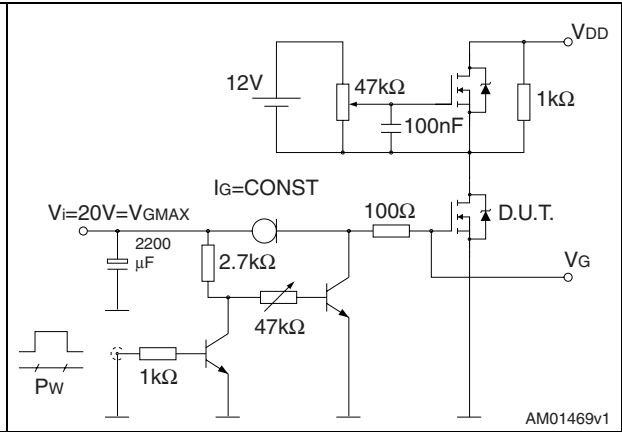 VDD
12V
47kΩ
1kΩ
100nF
IG=CONST
Vi=20V=VGMAX
100Ω
D.U.T.
2200
μF
2.7kΩ
VG
47kΩ
1kΩ
PW
AM01469v1